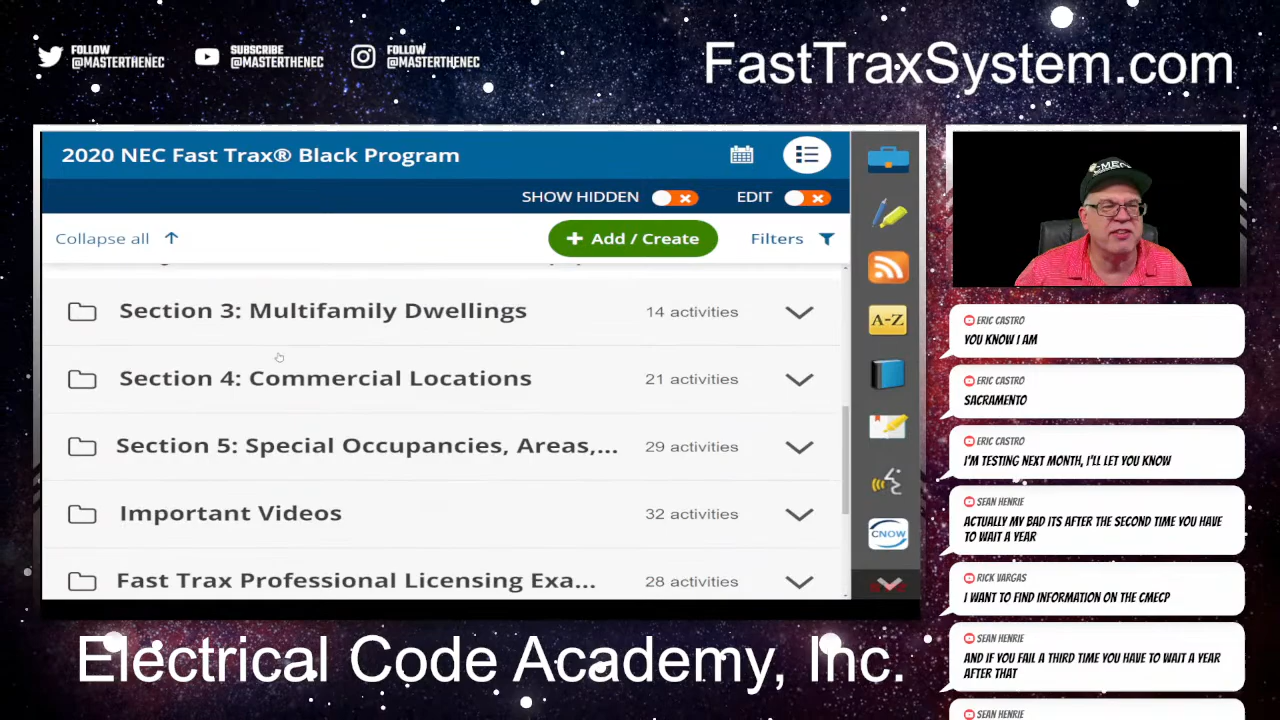 FOLLOW
@MASTERTHENEC
SUBSCRIBE
@MASTERTHENEC
FOLLOW
@MASTERTHENEC
FastTraxSystem.com
2020 NEC Fast Trax® Black Program
SHOW HIDDEN
EDIT
Collapse all
+ Add / Create
Filters
Section 3: Multifamily Dwellings
14 activities
Section 4: Commercial Locations
21 activities
Section 5: Special Occupancies, Areas,...
29 activities
Important Videos
32 activities
Fast Trax Professional Licensing Exa...
28 activities
A-Z
CNOW
CMEC
ERIC CASTRO
YOU KNOW I AM
ERIC CASTRO
SACRAMENTO
ERIC CASTRO
I'M TESTING NEXT MONTH, I'LL LET YOU KNOW
SEAN HENRIE
ACTUALLY MY BAD ITS AFTER THE SECOND TIME YOU HAVE
TO WAIT A YEAR
RICK VARGAS
I WANT TO FIND INFORMATION ON THE CMECP
SEAN HENRIE
AND IF YOU FAIL A THIRD TIME YOU HAVE TO WAIT A YEAR
AFTER THAT
SEAN HENRIE
Electrical Code Academy, Inc.